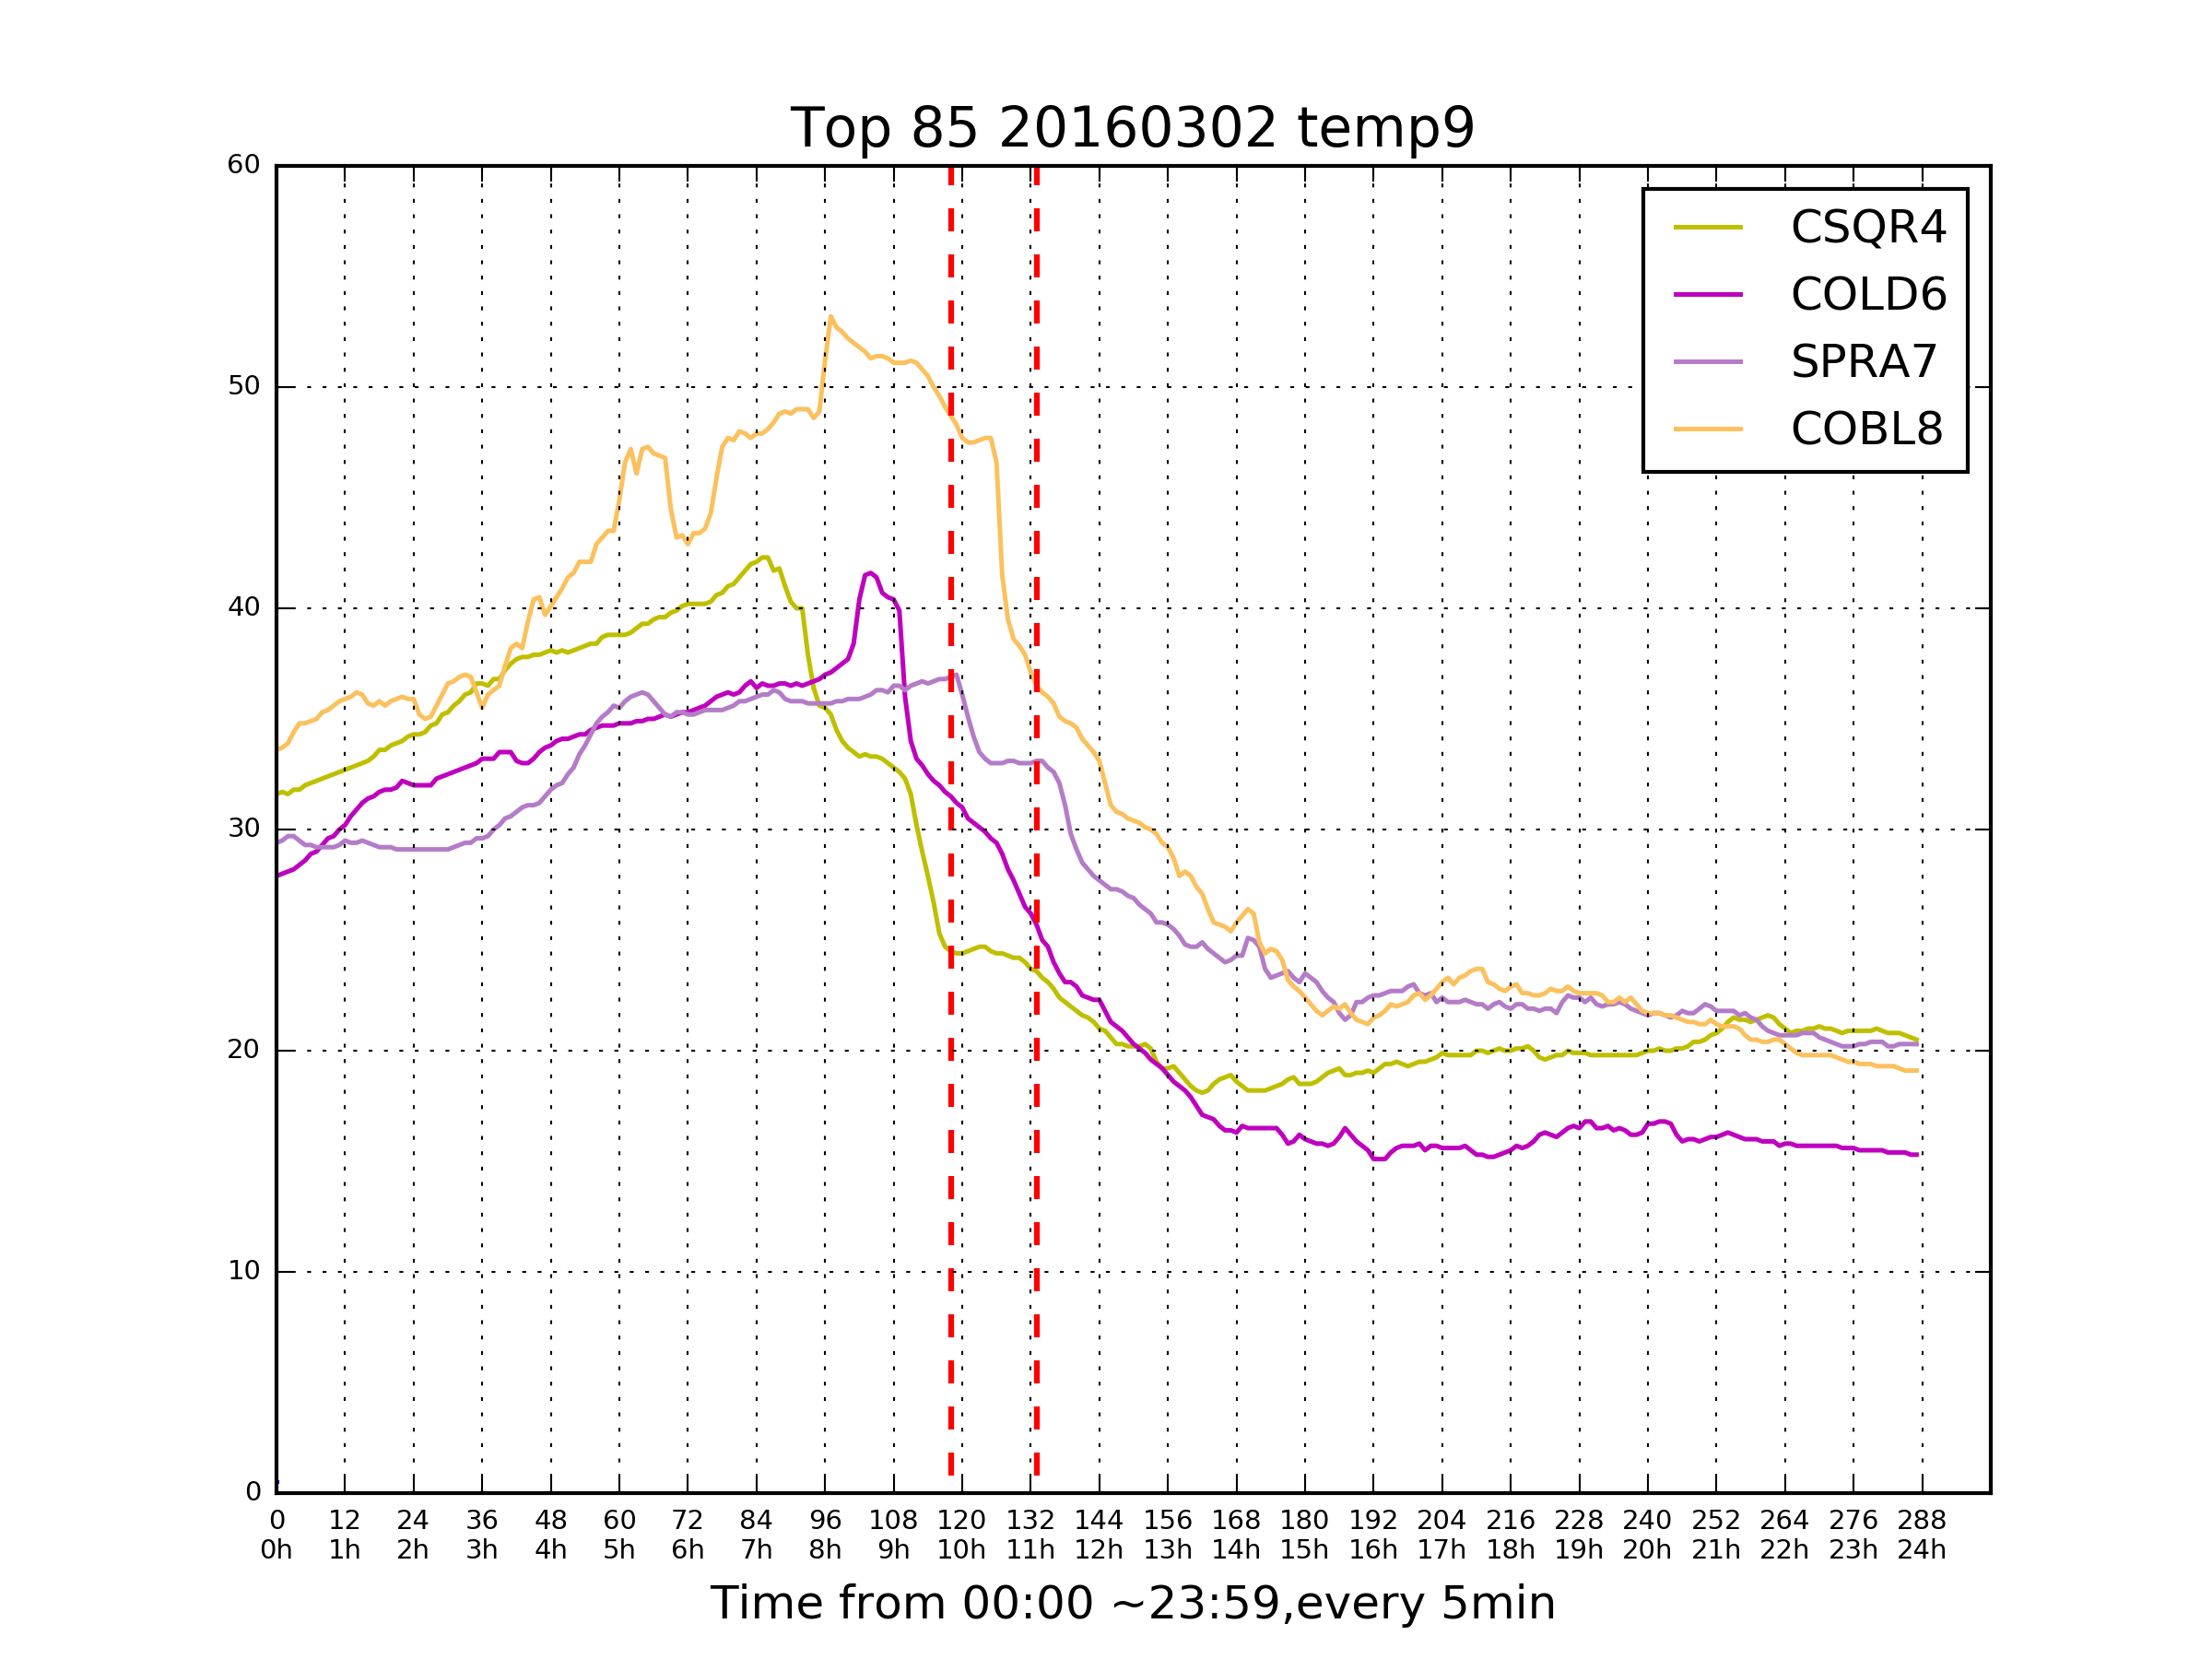 Top 85 20160302 temp9
60
50
40
30
20
10
0
CSQR4
COLD6
SPRA7
COBL8
0 12 24 36 48 60 72 84 96 108 120 132 144 156 168 180 192 204 216 228 240 252 264 276 288
0h 1h 2h 3h 4h 5h 6h 7h 8h 9h 10h 11h 12h 13h 14h 15h 16h 17h 18h 19h 20h 21h 22h 23h 24h
Time from 00:00 ~23:59,every 5min